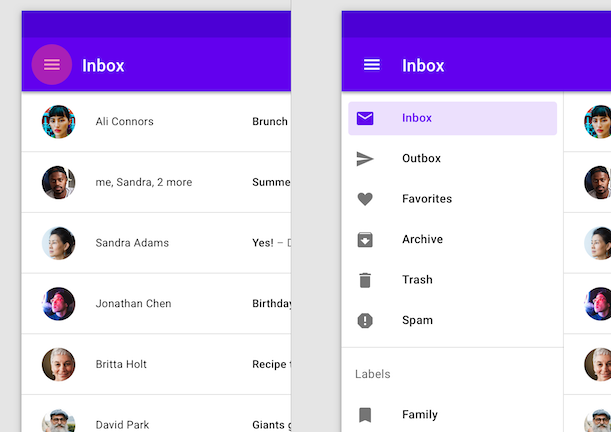 Inbox
Ali Connors Brunch
me, Sandra, 2 more Summe
Sandra Adams Yes! – D
Jonathan Chen Birthday
Britta Holt Recipe
David Park Giants g
Inbox
Inbox
Outbox
Favorites
Archive
Trash
Spam
Labels
Family